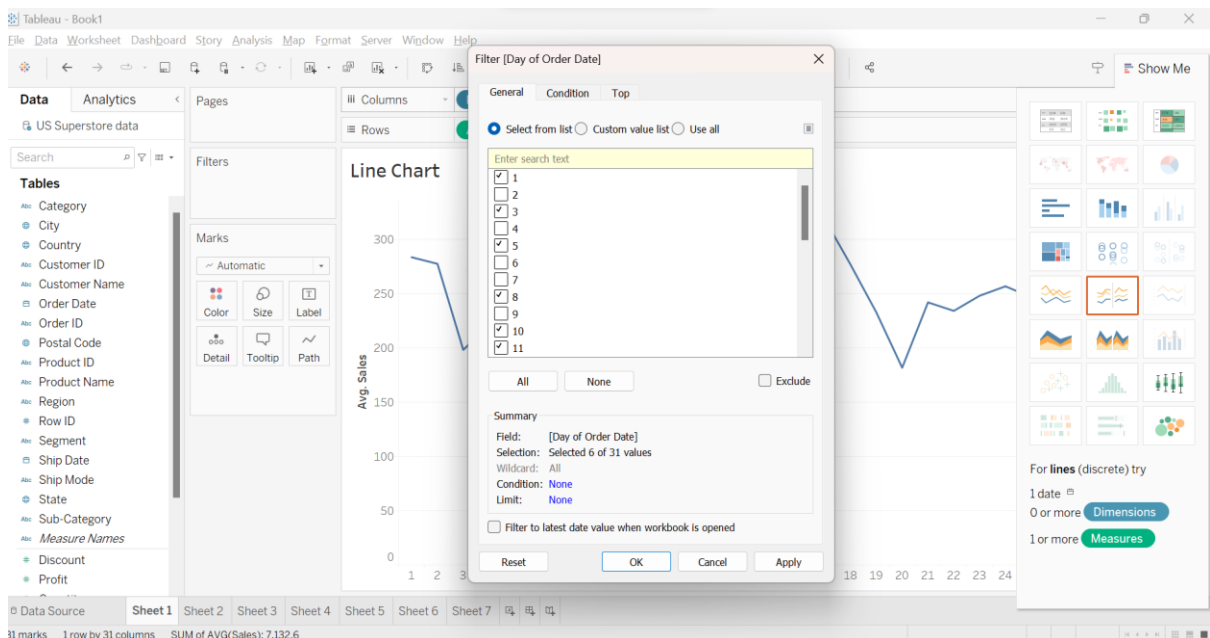 Tableau - Book1
File Data Worksheet Dashboard Story Analysis Map Format Server Window Help
Show Me
Data Analytics
US Superstore data
Search
Tables
Category
City
Country
Customer ID
Customer Name
Order Date
Order ID
Postal Code
Product ID
Product Name
Region
Row ID
Segment
Ship Date
Ship Mode
State
Sub-Category
Measure Names
Discount
Profit
Pages
Filters
Marks
Automatic
Color Size Label
Detail Tooltip Path
Columns
Rows
Line Chart
Avg. Sales
300
250
200
150
100
50
0
1 2 3
18 19 20 21 22 23 24
Filter [Day of Order Date]
General Condition Top
Select from list Custom value list Use all
Enter search text
1
2
3
4
5
6
7
8
9
10
11
All None Exclude
Summary
Field: [Day of Order Date]
Selection: Selected 6 of 31 values
Wildcard: All
Condition: None
Limit: None
Filter to latest date value when workbook is opened
Reset OK Cancel Apply
For lines (discrete) try
1 date
0 or more Dimensions
1 or more Measures
Data Source Sheet 1 Sheet 2 Sheet 3 Sheet 4 Sheet 5 Sheet 6 Sheet 7
31 marks 1 row by 31 columns SUM of AVG(Sales): 7,132.6